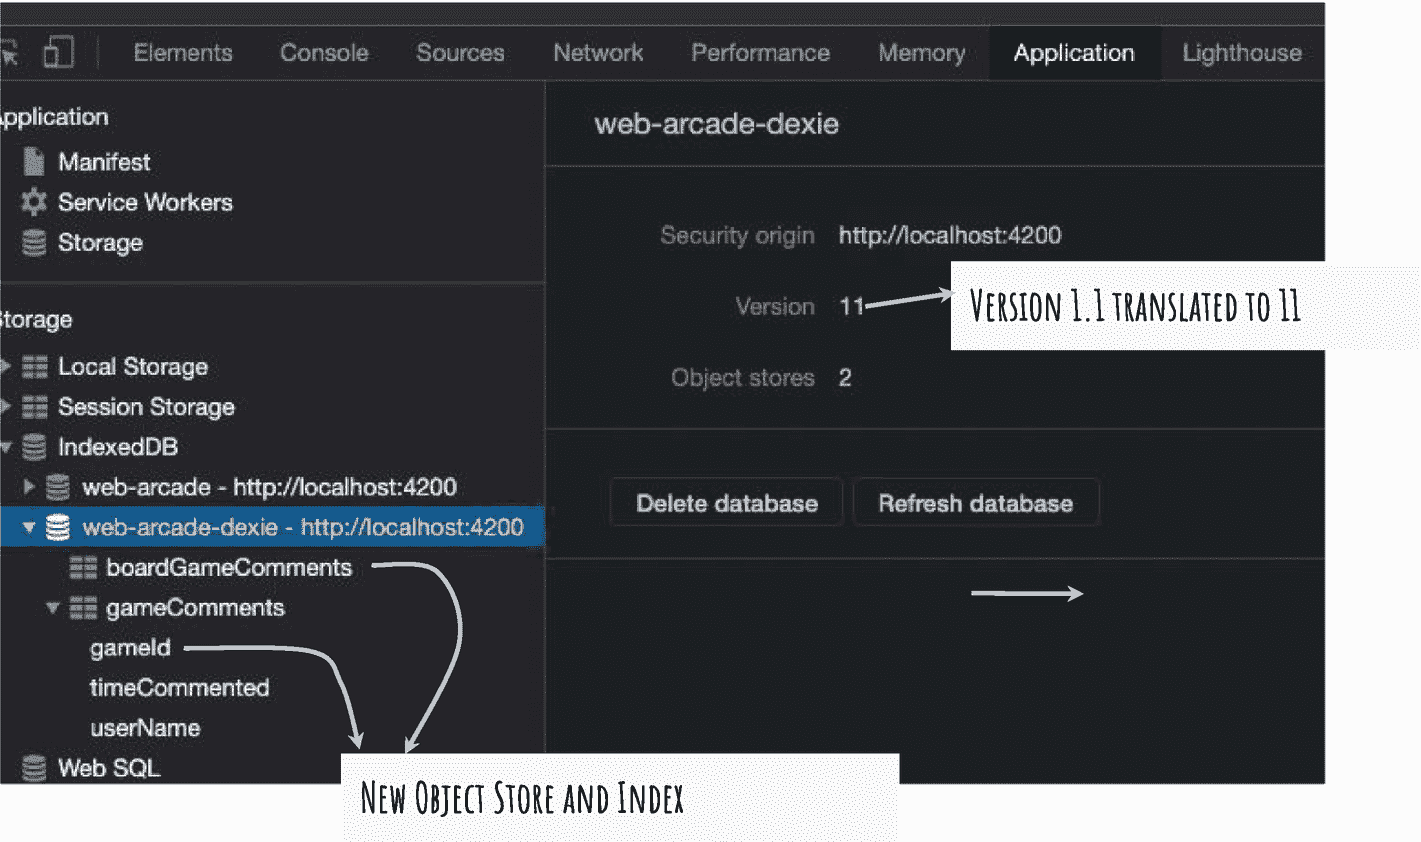 Elements Console Sources Network Performance Memory Application Lighthouse
Application
Manifest
Service Workers
Storage
Storage
Local Storage
Session Storage
IndexedDB
web-arcade - http://localhost:4200
web-arcade-dexie - http://localhost:4200
boardGameComments
gameComments
gameId
timeCommented
userName
Web SQL
web-arcade-dexie
Security origin http://localhost:4200
Version 11
Version 1.1 translated to 11
Object stores 2
Delete database Refresh database
New Object Store and Index